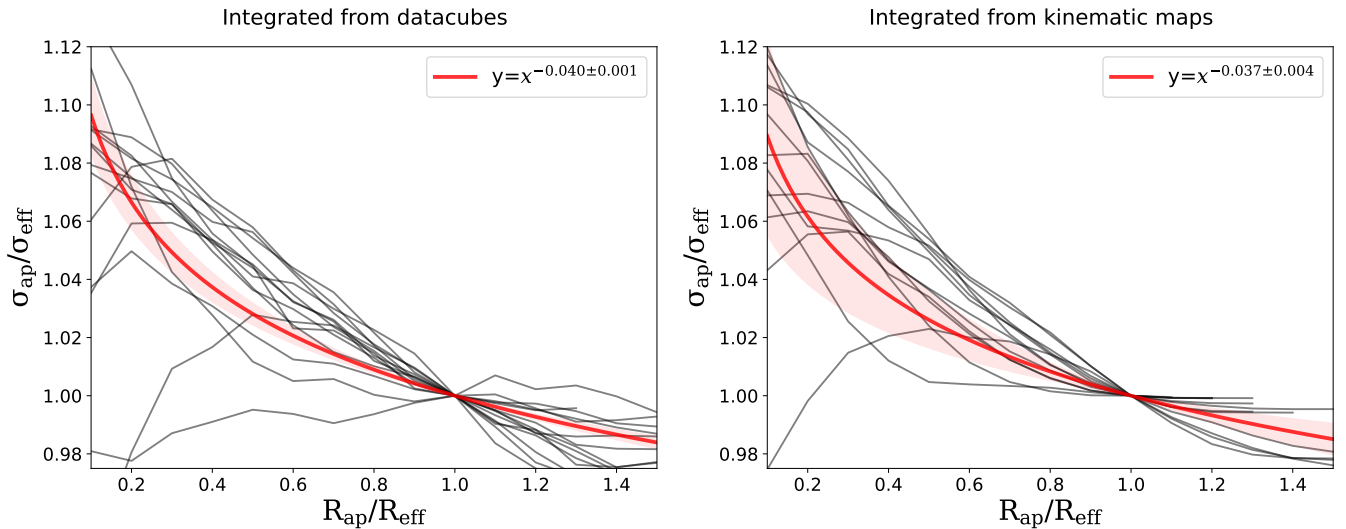 Integrated from datacubes
y=x^−0.040±0.001
1.12
1.10
1.08
1.06
1.04
1.02
1.00
0.98
σap/σeff
0.2 0.4 0.6 0.8 1.0 1.2 1.4
Rap/Reff
Integrated from kinematic maps
y=x^−0.037±0.004
1.12
1.10
1.08
1.06
1.04
1.02
1.00
0.98
σap/σeff
0.2 0.4 0.6 0.8 1.0 1.2 1.4
Rap/Reff